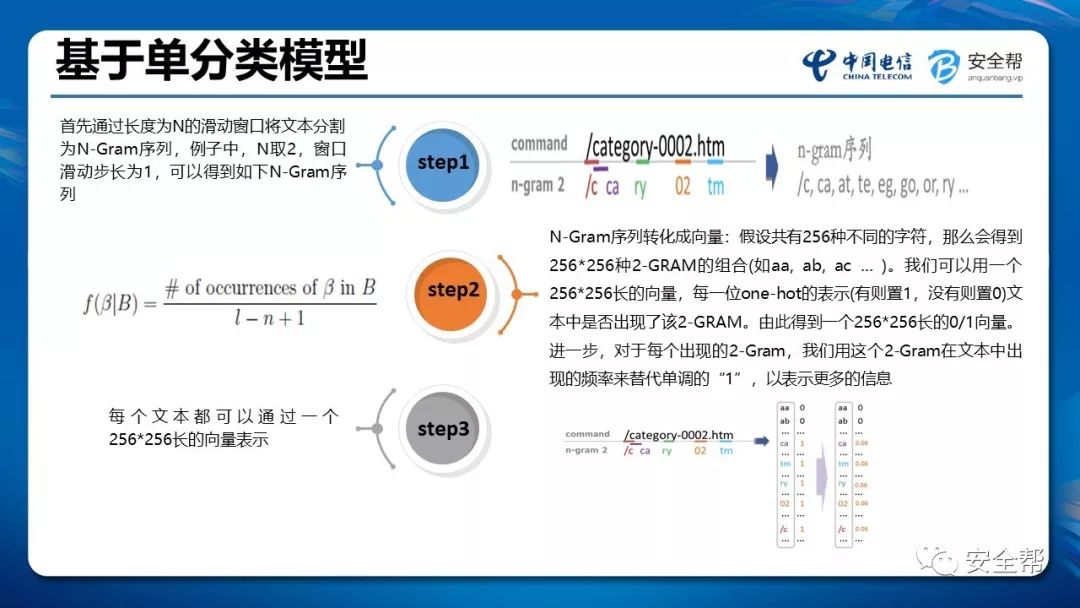 基于单分类模型
中国电信
CHINA TELECOM
安全帮
anquanbang.vip
首先通过长度为N的滑动窗口将文本分割
为N-Gram序列，例子中，N取2，窗口
滑动步长为1，可以得到如下N-Gram序
列
step1
command /category-0002.htm
n-gram 2 /c ca ry 02 tm
n-gram序列
/c, ca, at, te, eg, go, or, ry ...
f(β|B) = # of occurrences of β in B / l − n + 1
step2
N-Gram序列转化成向量：假设共有256种不同的字符，那么会得到
256*256种2-GRAM的组合(如aa, ab, ac ... )。我们可以用一个
256*256长的向量，每一位one-hot的表示(有则置1，没有则置0)文
本中是否出现了该2-GRAM。由此得到一个256*256长的0/1向量。
进一步，对于每个出现的2-Gram，我们用这个2-Gram在文本中出
现的频率来替代单调的“1”，以表示更多的信息
每个文本都可以通过一个
256*256长的向量表示
step3
command /category-0002.htm
n-gram 2 /c ca ry 02 tm
aa 0
ab 0
... ...
ca 1
... ...
tm 1
... ...
ry 1
... ...
02 1
... ...
/c 1
... ...
aa 0
ab 0
... ...
ca 0.06
... ...
tm 0.06
... ...
ry 0.06
... ...
02 0.06
... ...
/c 0.06
... ...
安全帮